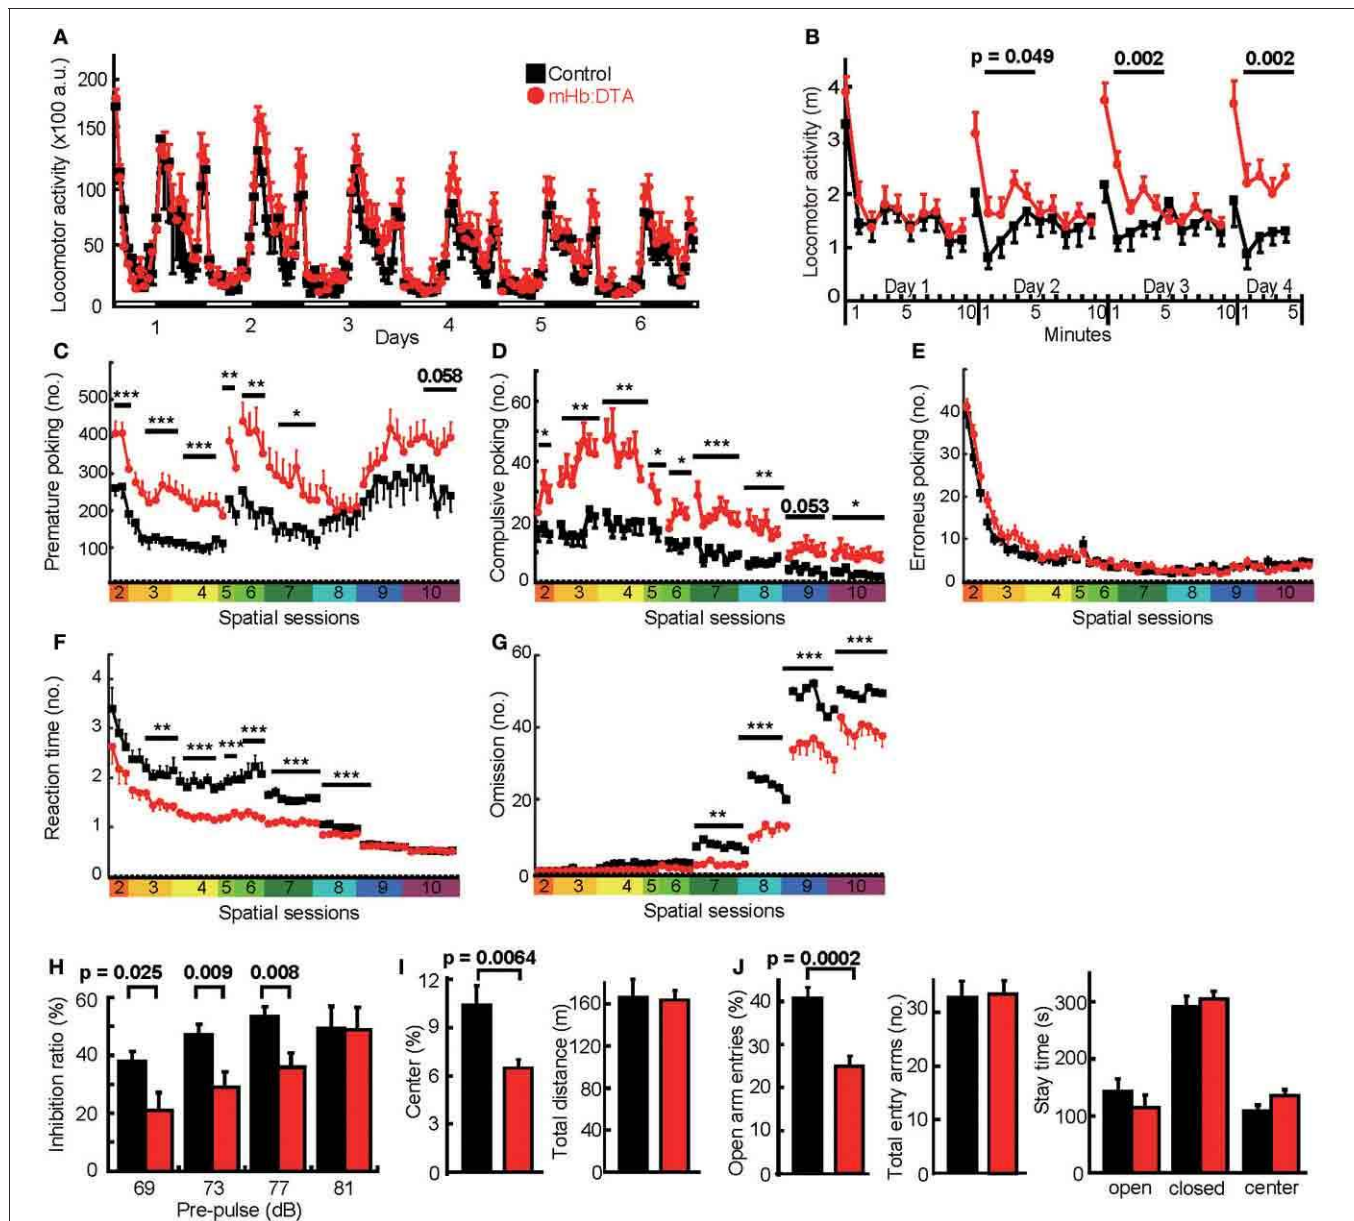 A
Locomotor activity (x100 a.u.)
200
150
100
50
0
Control
mHb:DTA
1 2 3 4 5 6
Days
B
Locomotor activity (m)
p = 0.049 0.002 0.002
4
3
2
1
0
Day 1 Day 2 Day 3 Day 4
1 5 10 1 5 10 1 5 10 1 5
Minutes
C
Premature poking (no.)
500
400
300
200
100
*** *** *** ** ** * 0.058
2 3 4 5 6 7 8 9 10
Spatial sessions
D
Compulsive poking (no.)
60
40
20
0
* ** ** * * *** ** 0.053 *
2 3 4 5 6 7 8 9 10
Spatial sessions
E
Erroneus poking (no.)
40
30
20
10
0
2 3 4 5 6 7 8 9 10
Spatial sessions
F
Reaction time (no.)
4
3
2
1
0
** *** *** *** *** ***
2 3 4 5 6 7 8 9 10
Spatial sessions
G
Omission (no.)
60
40
20
0
** *** *** ***
2 3 4 5 6 7 8 9 10
Spatial sessions
H
p = 0.025 0.009 0.008
Inhibition ratio (%)
60
40
20
0
69 73 77 81
Pre-pulse (dB)
I
p = 0.0064
Center (%)
12
9
6
3
0
Total distance (m)
160
120
80
40
0
J
p = 0.0002
Open arm entries (%)
40
30
20
10
0
Total entry arms (no.)
30
20
10
0
Stay time (s)
300
200
100
0
open closed center